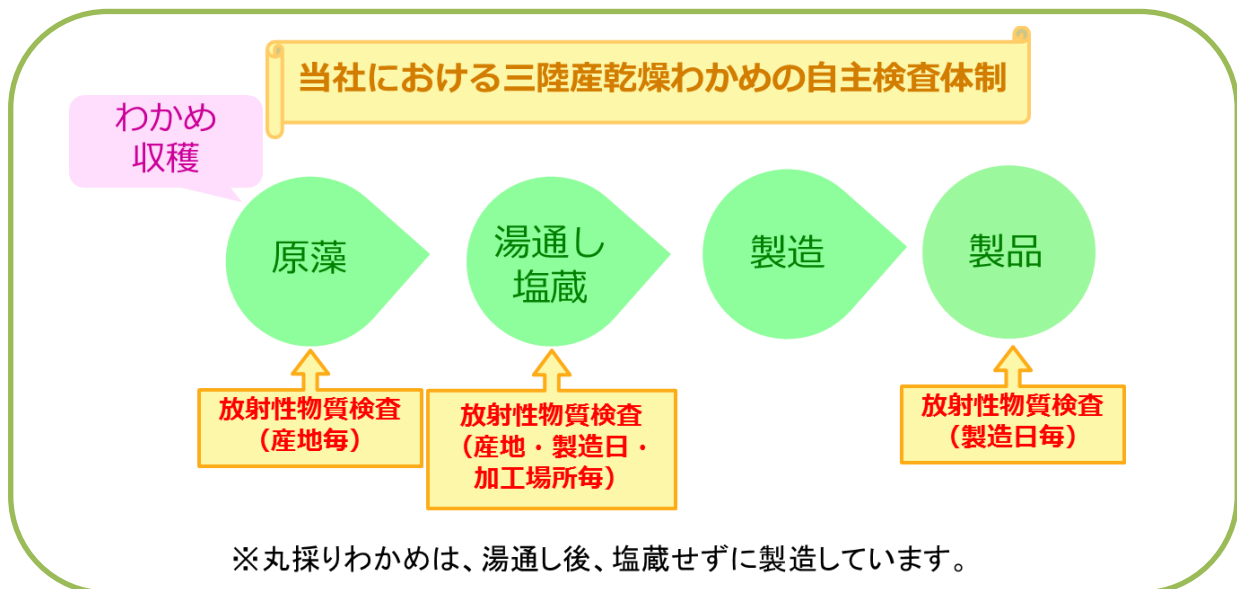 当社における三陸産乾燥わかめの自主検査体制
わかめ
収穫
原藻
湯通し
塩蔵
製造
製品
放射性物質検査
（産地毎）
放射性物質検査
（産地・製造日・
加工場所毎）
放射性物質検査
（製造日毎）
※丸採りわかめは、湯通し後、塩蔵せずに製造しています。